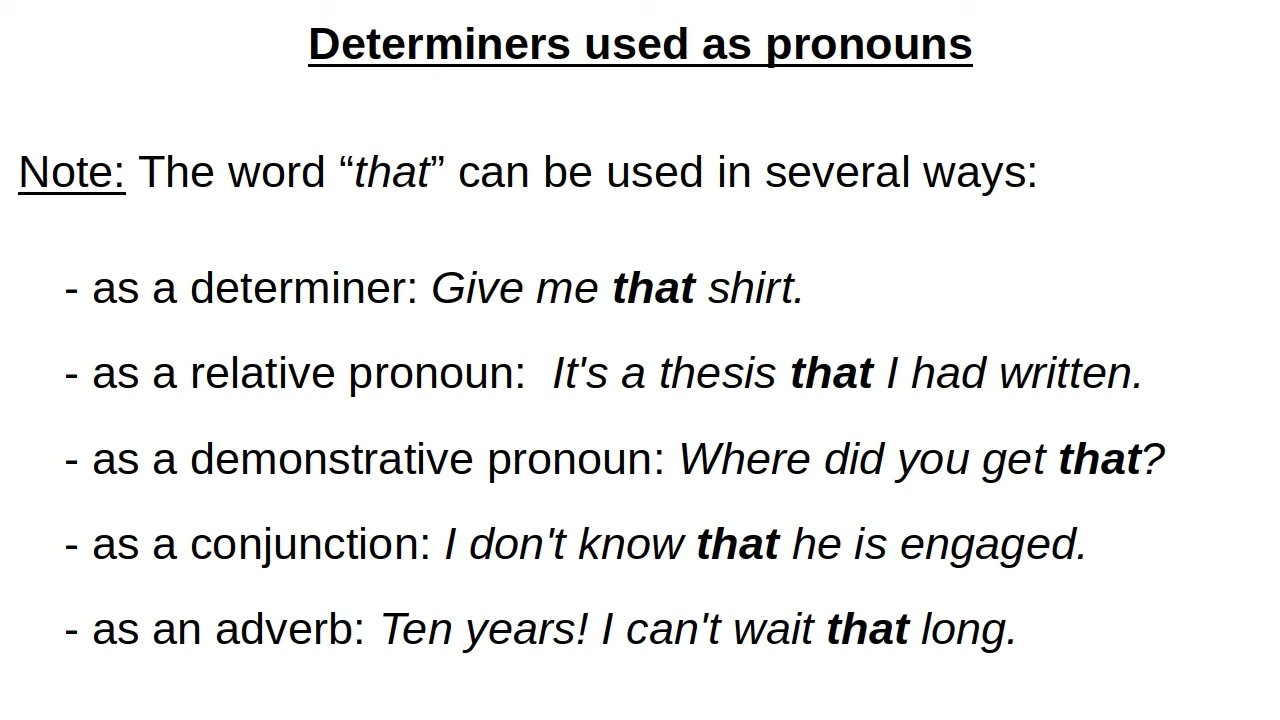 Determiners used as pronouns
Note: The word “that” can be used in several ways:
- as a determiner: Give me that shirt.
- as a relative pronoun:  It's a thesis that I had written.
- as a demonstrative pronoun: Where did you get that?
- as a conjunction: I don't know that he is engaged.
- as an adverb: Ten years! I can't wait that long.